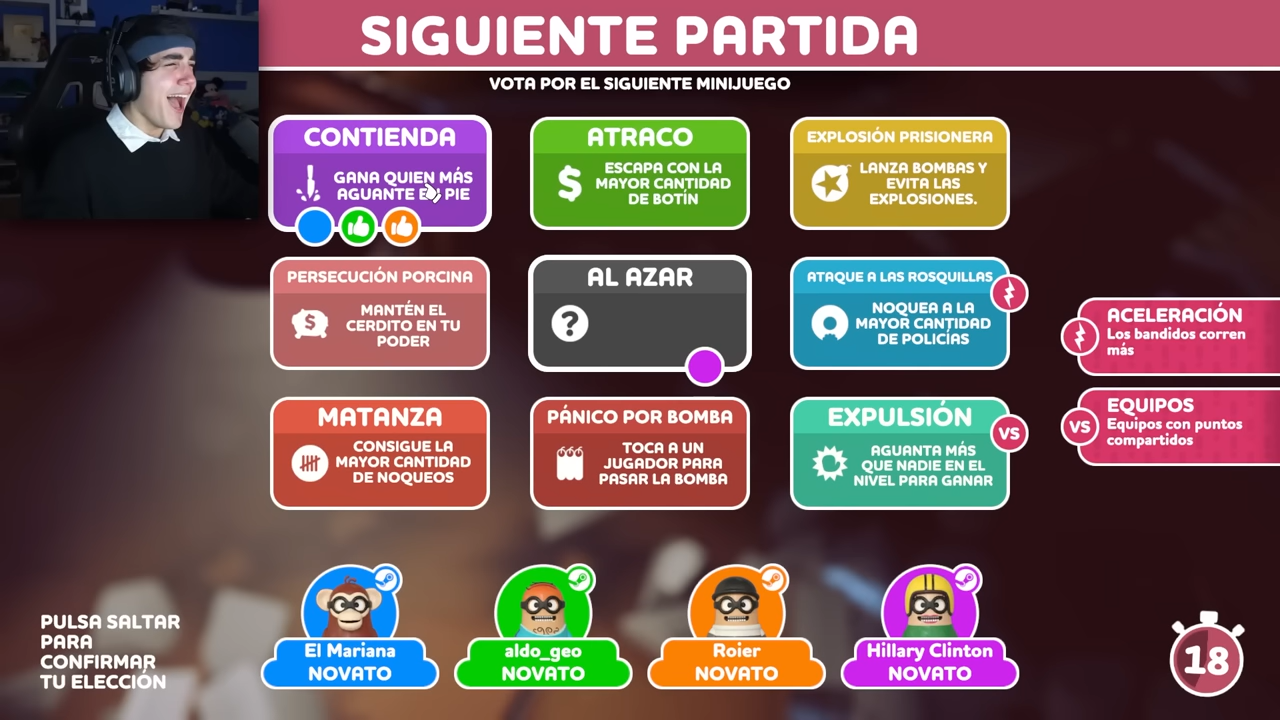 SIGUIENTE PARTIDA
VOTA POR EL SIGUIENTE MINIJUEGO
CONTIENDA
GANA QUIEN MÁS
AGUANTE EN PIE
ATRACO
$
ESCAPA CON LA
MAYOR CANTIDAD
DE BOTÍN
EXPLOSIÓN PRISIONERA
LANZA BOMBAS Y
EVITA LAS
EXPLOSIONES.
PERSECUCIÓN PORCINA
$
MANTÉN EL
CERDITO EN TU
PODER
AL AZAR
?
ATAQUE A LAS ROSQUILLAS
NOQUEA A LA
MAYOR CANTIDAD
DE POLICÍAS
MATANZA
CONSIGUE LA
MAYOR CANTIDAD
DE NOQUEOS
PÁNICO POR BOMBA
TOCA A UN
JUGADOR PARA
PASAR LA BOMBA
EXPULSIÓN
VS
AGUANTA MÁS
QUE NADIE EN EL
NIVEL PARA GANAR
ACELERACIÓN
Los bandidos corren
más
VS
EQUIPOS
Equipos con puntos
compartidos
PULSA SALTAR
PARA
CONFIRMAR
TU ELECCIÓN
El Mariana
NOVATO
aldo_geo
NOVATO
Roier
NOVATO
Hillary Clinton
NOVATO
18